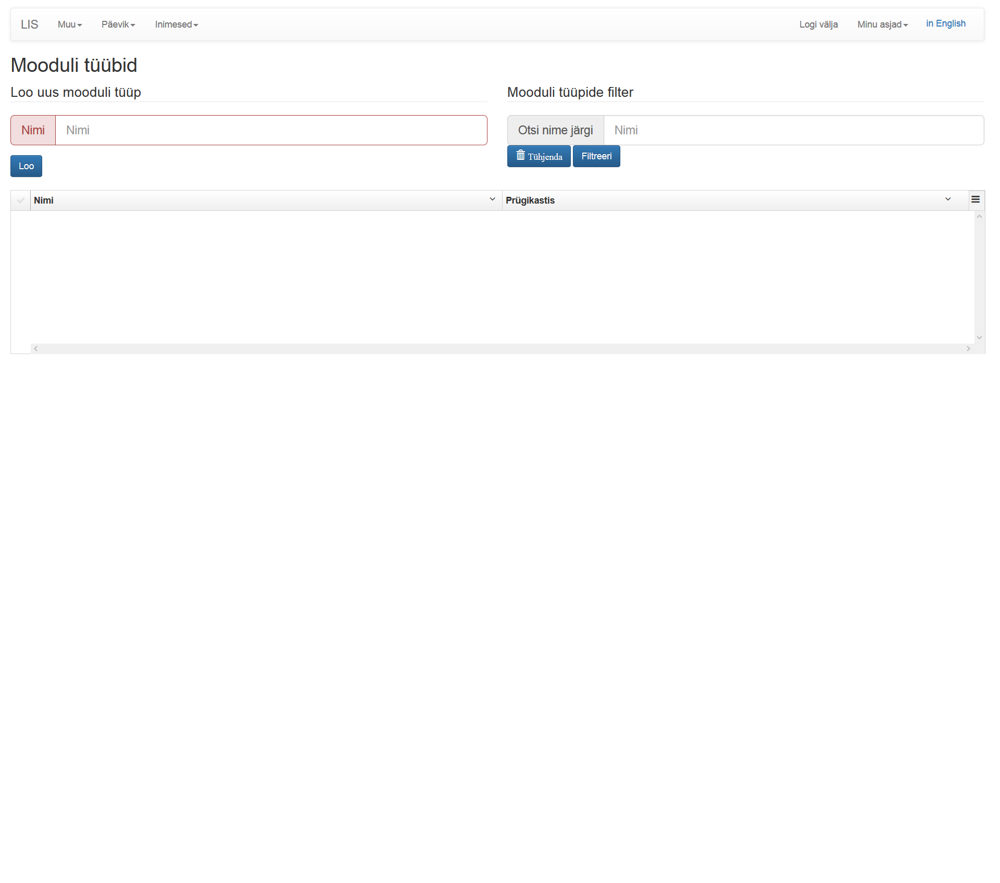 LIS Muu Päevik Inimesed Logi välja Minu asjad in English
Mooduli tüübid
Loo uus mooduli tüüp
Nimi Nimi
Loo
Mooduli tüüpide filter
Otsi nime järgi Nimi
Tühjenda Filtreeri
Nimi Prügikastis